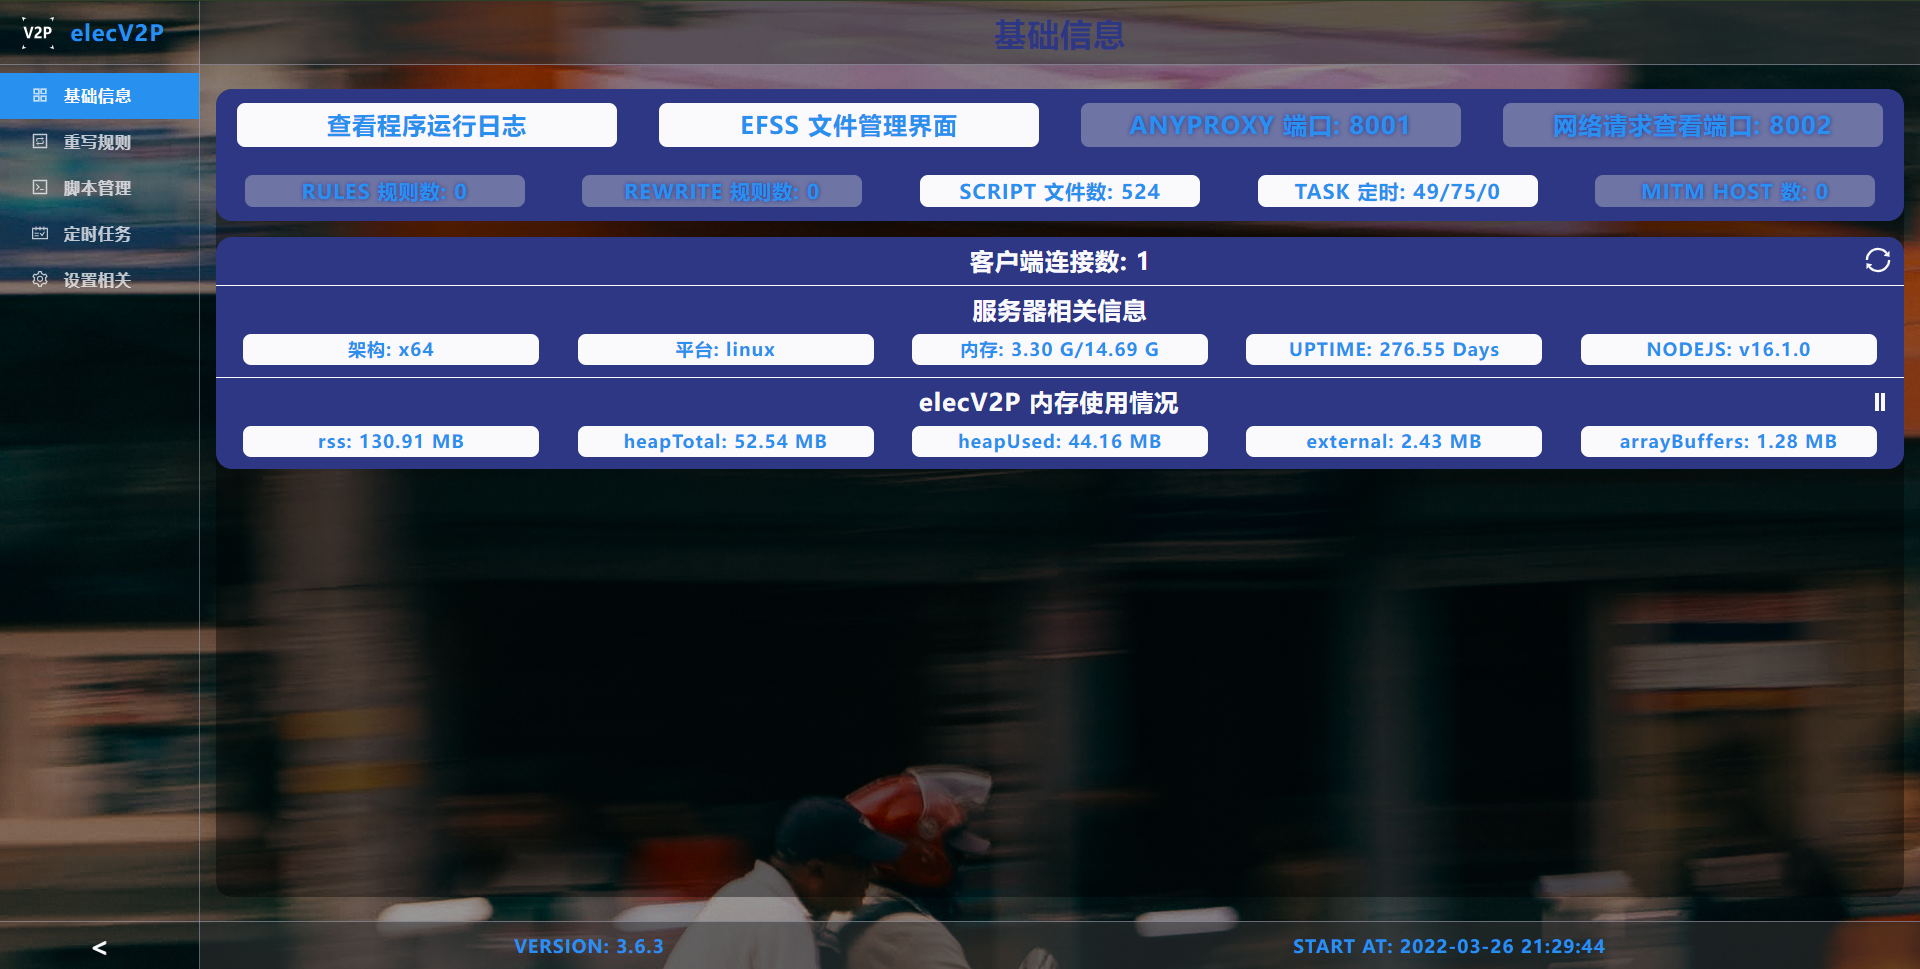 V2P elecV2P
基础信息
基础信息
重写规则
脚本管理
定时任务
设置相关
查看程序运行日志
EFSS 文件管理界面
ANYPROXY 端口: 8001
网络请求查看端口: 8002
RULES 规则数: 0
REWRITE 规则数: 0
SCRIPT 文件数: 524
TASK 定时: 49/75/0
MITM HOST 数: 0
客户端连接数: 1
服务器相关信息
架构: x64
平台: linux
内存: 3.30 G/14.69 G
UPTIME: 276.55 Days
NODEJS: v16.1.0
elecV2P 内存使用情况
rss: 130.91 MB
heapTotal: 52.54 MB
heapUsed: 44.16 MB
external: 2.43 MB
arrayBuffers: 1.28 MB
<
VERSION: 3.6.3
START AT: 2022-03-26 21:29:44